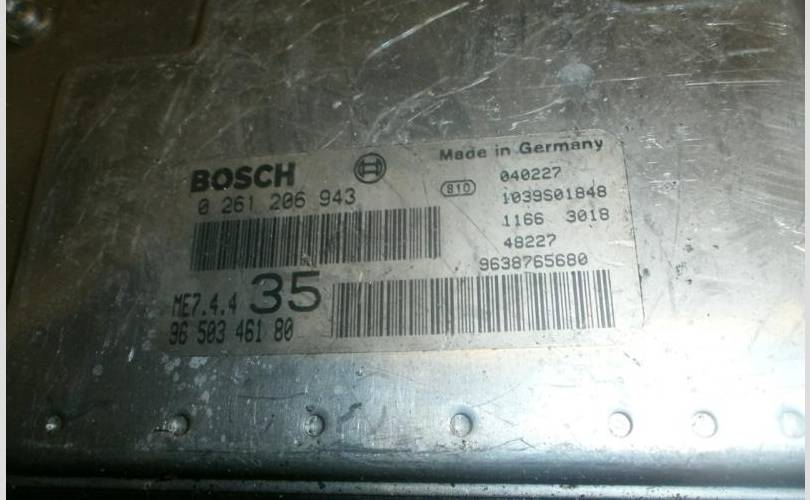 BOSCH
Made in Germany
0 261 206 943
810
040227
1039S01848
1166 3018
48227
9638765680
ME7.4.4 35
96 503 461 80